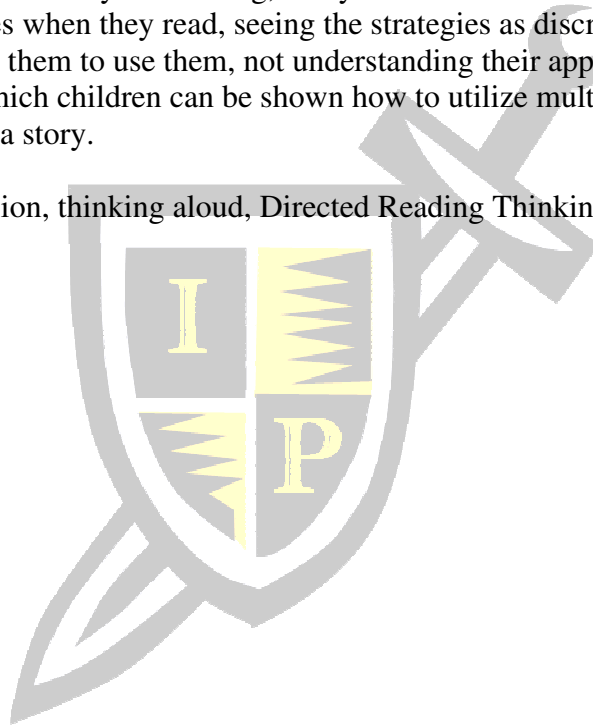 es when they read, seeing the strategies as discr
them to use them, not understanding their app
hich children can be shown how to utilize mult
a story.
ion, thinking aloud, Directed Reading Thinkin
I
P